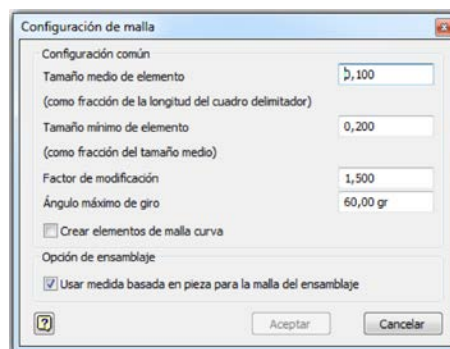 Configuración de malla
Configuración común
Tamaño medio de elemento
0,100
(como fracción de la longitud del cuadro delimitador)
Tamaño mínimo de elemento
0,200
(como fracción del tamaño medio)
Factor de modificación
1,500
Ángulo máximo de giro
60,00 gr
Crear elementos de malla curva
Opción de ensamblaje
Usar medida basada en pieza para la malla del ensamblaje
Aceptar
Cancelar